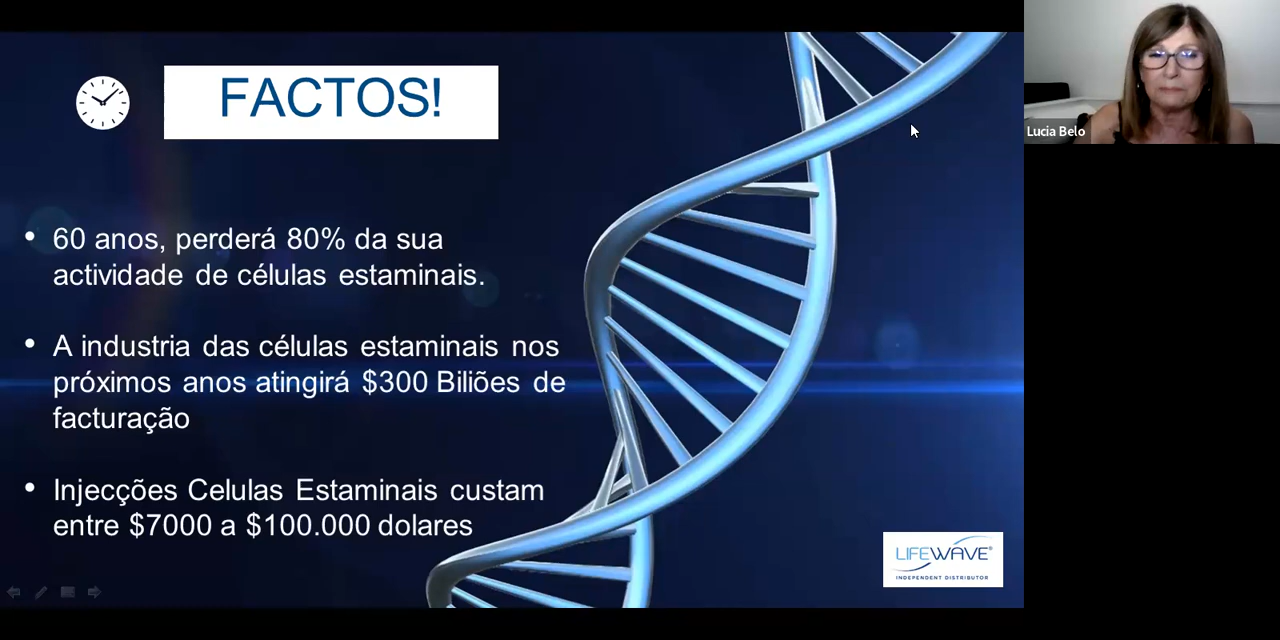 FACTOS!
• 60 anos, perderá 80% da sua
actividade de células estaminais.
• A industria das células estaminais nos
próximos anos atingirá $300 Biliões de
facturação
• Injecções Celulas Estaminais custam
entre $7000 a $100.000 dolares
LIFEWAVE®
INDEPENDENT DISTRIBUTOR
Lucia Belo